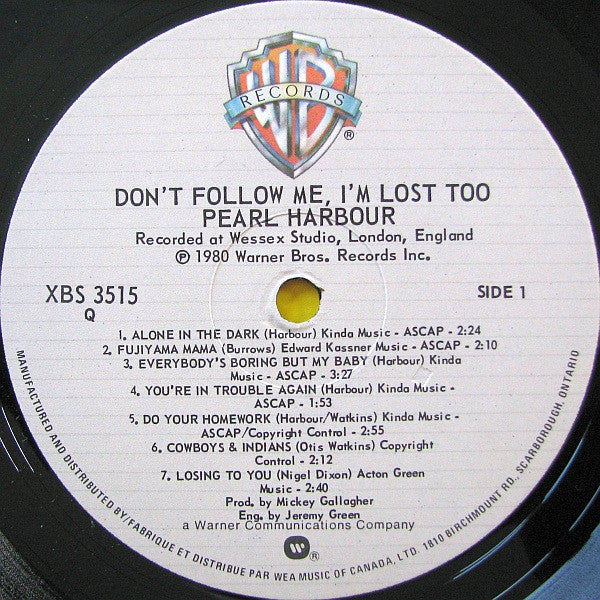 RECORDS
®
DON'T FOLLOW ME, I'M LOST TOO
PEARL HARBOUR
Recorded at Wessex Studio, London, England
℗ 1980 Warner Bros. Records Inc.
XBS 3515
Q
SIDE 1
1. ALONE IN THE DARK (Harbour) Kinda Music - ASCAP - 2:24
2. FUJIYAMA MAMA (Burrows) Edward Kassner Music - ASCAP - 2:10
3. EVERYBODY'S BORING BUT MY BABY (Harbour) Kinda
Music - ASCAP - 3:27
4. YOU'RE IN TROUBLE AGAIN (Harbour) Kinda Music -
ASCAP - 1:53
5. DO YOUR HOMEWORK (Harbour/Watkins) Kinda Music -
ASCAP/Copyright Control - 2:55
6. COWBOYS & INDIANS (Otis Watkins) Copyright
Control - 2:12
7. LOSING TO YOU (Nigel Dixon) Acton Green
Music - 2:40
Prod. by Mickey Gallagher
Eng. by Jeremy Green
a Warner Communications Company
®
MANUFACTURED AND DISTRIBUTED BY/FABRIQUE ET DISTRIBUE PAR WEA MUSIC OF CANADA, LTD. 1810 BIRCHMOUNT RD., SCARBOROUGH, ONTARIO